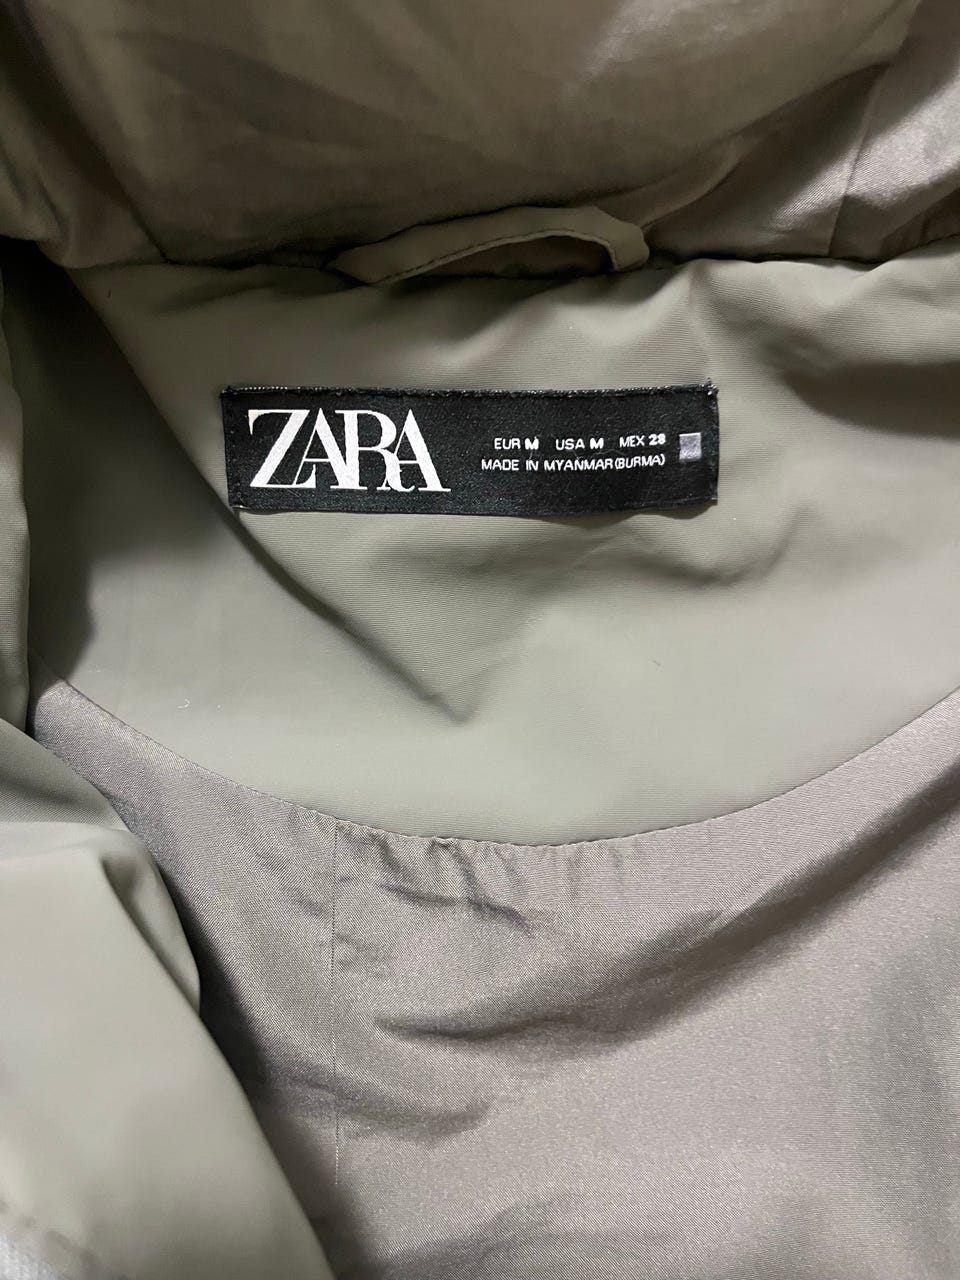 ZARA
EUR M USA M MEX 28
MADE IN MYANMAR (BURMA)